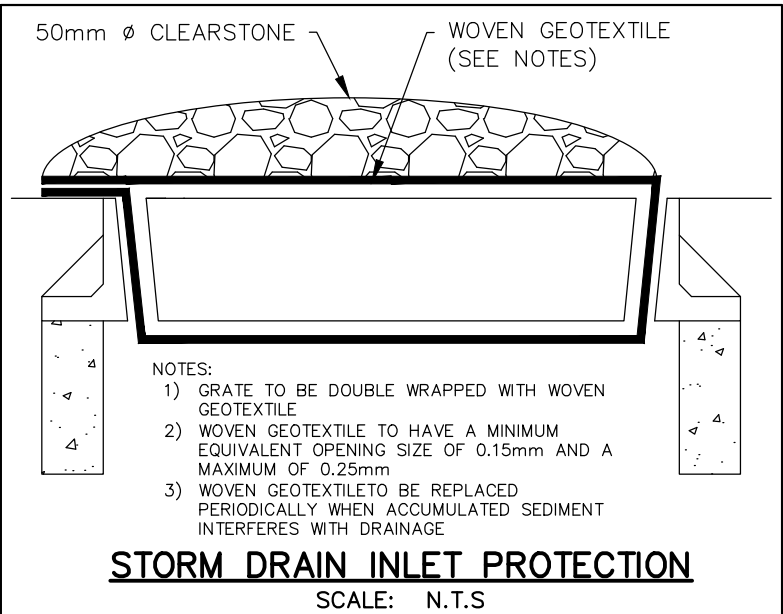 50mm ø CLEARSTONE
WOVEN GEOTEXTILE
(SEE NOTES)
NOTES:
1) GRATE TO BE DOUBLE WRAPPED WITH WOVEN
GEOTEXTILE
2) WOVEN GEOTEXTILE TO HAVE A MINIMUM
EQUIVALENT OPENING SIZE OF 0.15mm AND A
MAXIMUM OF 0.25mm
3) WOVEN GEOTEXTILETO BE REPLACED
PERIODICALLY WHEN ACCUMULATED SEDIMENT
INTERFERES WITH DRAINAGE
STORM DRAIN INLET PROTECTION
SCALE: N.T.S